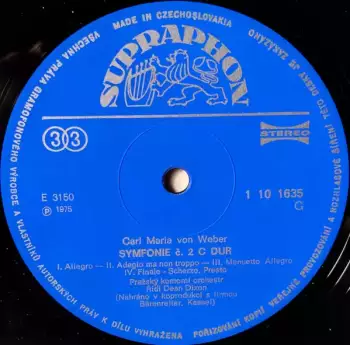 MADE IN CZECHOSLOVAKIA
VŠECHNA PRÁVA GRAMOFONOVÉHO VÝROBCE A VLASTNÍKŮ AUTORSKÝCH PRÁV K DÍLU VYHRAZENA
POŘIZOVÁNÍ KOPIÍ VEŘEJNÉ PROVOZOVÁNÍ A ROZHLASOVÉ ŠÍŘENÍ TÉTO DESKY JE ZAKÁZÁNO
SUPRAPHON
33
STEREO
E 3150
1 10 1635
Ⓟ 1975
G
Carl Maria von Weber
SYMFONIE č. 2 C DUR
I. Allegro — II. Adagio ma non troppo — III. Menuetto. Allegro
IV. Finale - Scherzo. Presto
Pražský komorní orchestr
Řídí Dean Dixon
(Nahráno v koprodukci s firmou
Bärenreiter, Kassel)